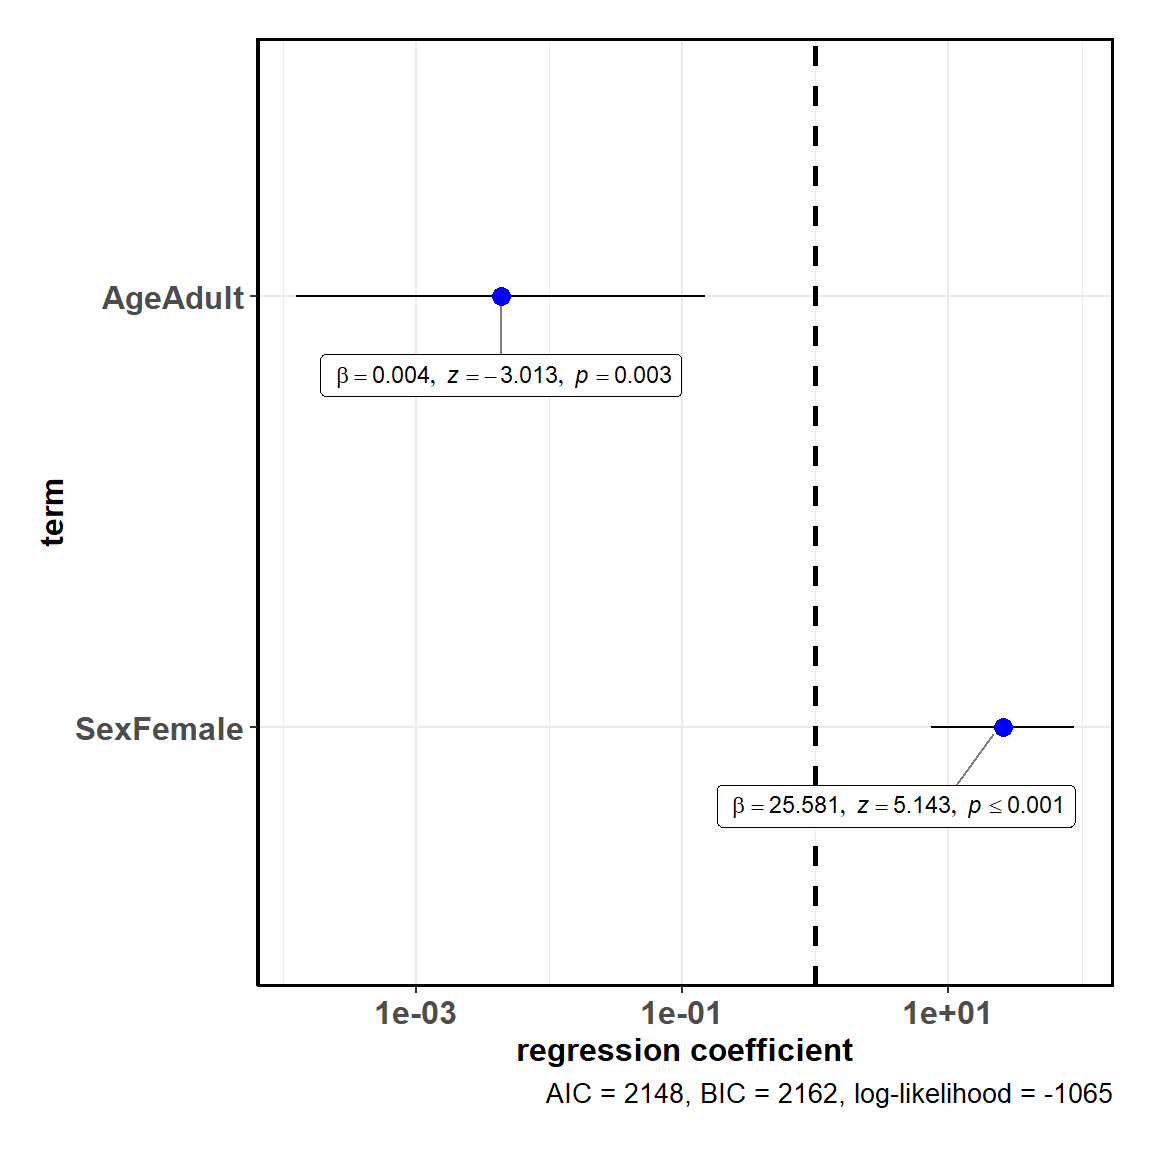 AgeAdult
β = 0.004, z = −3.013, p = 0.003
term
SexFemale
β = 25.581, z = 5.143, p ≤ 0.001
1e-03
1e-01
1e+01
regression coefficient
AIC = 2148, BIC = 2162, log-likelihood = -1065